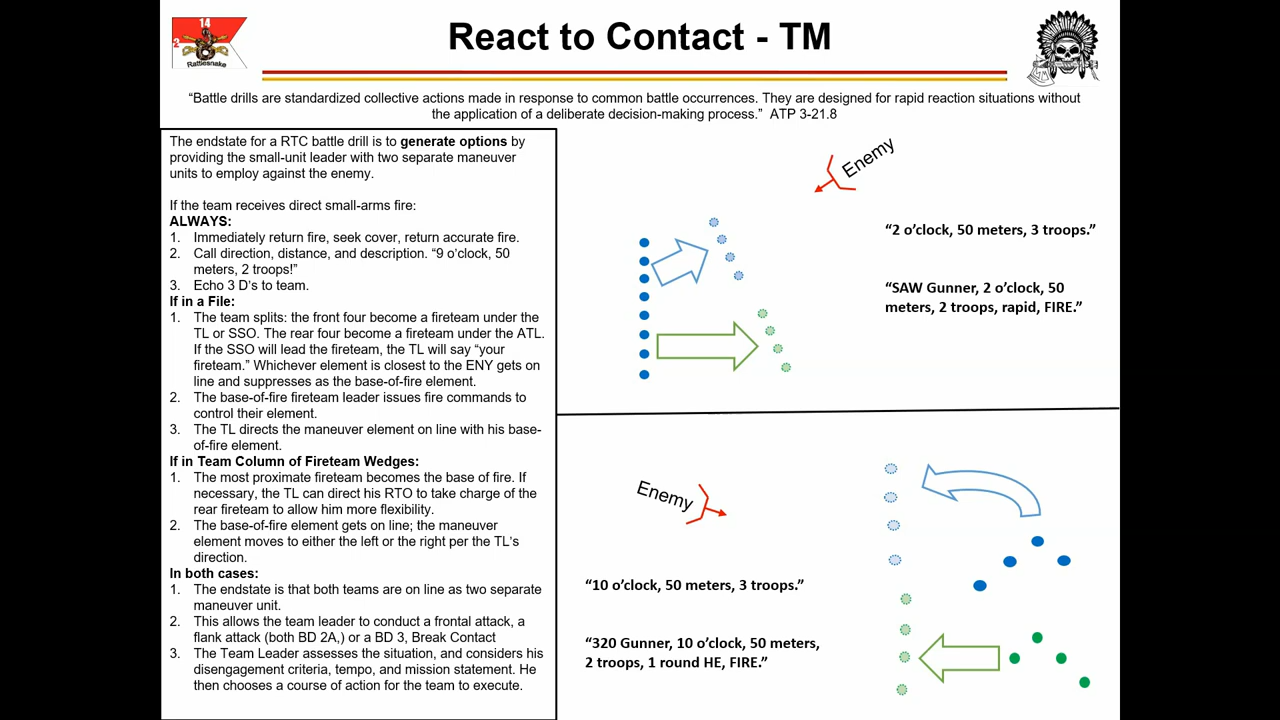 14
2
Rattlesnake
React to Contact - TM
“Battle drills are standardized collective actions made in response to common battle occurrences. They are designed for rapid reaction situations without
the application of a deliberate decision-making process.”  ATP 3-21.8
The endstate for a RTC battle drill is to generate options by
providing the small-unit leader with two separate maneuver
units to employ against the enemy.
If the team receives direct small-arms fire:
ALWAYS:
1. Immediately return fire, seek cover, return accurate fire.
2. Call direction, distance, and description. “9 o’clock, 50
meters, 2 troops!”
3. Echo 3 D’s to team.
If in a File:
1. The team splits: the front four become a fireteam under the
TL or SSO. The rear four become a fireteam under the ATL.
If the SSO will lead the fireteam, the TL will say “your
fireteam.” Whichever element is closest to the ENY gets on
line and suppresses as the base-of-fire element.
2. The base-of-fire fireteam leader issues fire commands to
control their element.
3. The TL directs the maneuver element on line with his base-
of-fire element.
If in Team Column of Fireteam Wedges:
1. The most proximate fireteam becomes the base of fire. If
necessary, the TL can direct his RTO to take charge of the
rear fireteam to allow him more flexibility.
2. The base-of-fire element gets on line; the maneuver
element moves to either the left or the right per the TL’s
direction.
In both cases:
1. The endstate is that both teams are on line as two separate
maneuver unit.
2. This allows the team leader to conduct a frontal attack, a
flank attack (both BD 2A,) or a BD 3, Break Contact
3. The Team Leader assesses the situation, and considers his
disengagement criteria, tempo, and mission statement. He
then chooses a course of action for the team to execute.
Enemy
“2 o’clock, 50 meters, 3 troops.”
“SAW Gunner, 2 o’clock, 50
meters, 2 troops, rapid, FIRE.”
Enemy
“10 o’clock, 50 meters, 3 troops.”
“320 Gunner, 10 o’clock, 50 meters,
2 troops, 1 round HE, FIRE.”